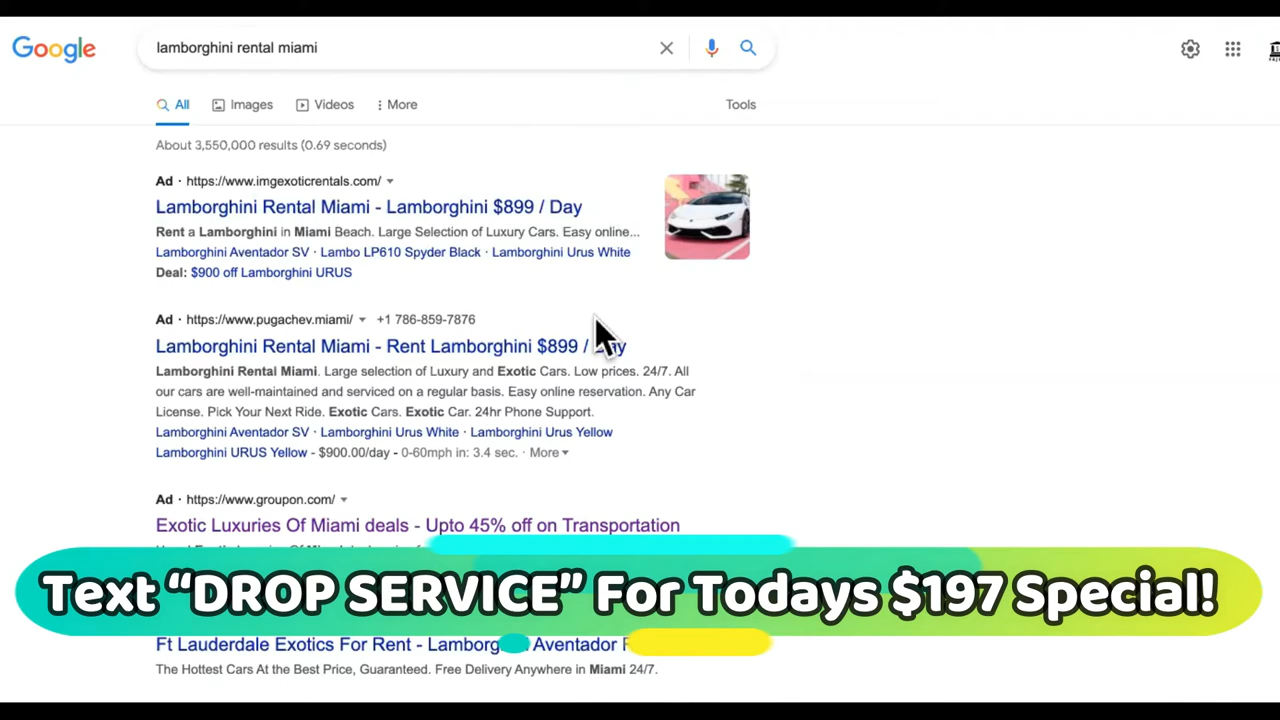 Google
lamborghini rental miami
All
Images
Videos
More
Tools
About 3,550,000 results (0.69 seconds)
Ad · https://www.imgexoticrentals.com/
Lamborghini Rental Miami - Lamborghini $899 / Day
Rent a Lamborghini in Miami Beach. Large Selection of Luxury Cars. Easy online...
Lamborghini Aventador SV · Lambo LP610 Spyder Black · Lamborghini Urus White
Deal: $900 off Lamborghini URUS
Ad · https://www.pugachev.miami/ +1 786-859-7876
Lamborghini Rental Miami - Rent Lamborghini $899 / Day
Lamborghini Rental Miami. Large selection of Luxury and Exotic Cars. Low prices. 24/7. All
our cars are well-maintained and serviced on a regular basis. Easy online reservation. Any Car
License. Pick Your Next Ride. Exotic Cars. Exotic Car. 24hr Phone Support.
Lamborghini Aventador SV · Lamborghini Urus White · Lamborghini Urus Yellow
Lamborghini URUS Yellow - $900.00/day - 0-60mph in: 3.4 sec. · More
Ad · https://www.groupon.com/
Exotic Luxuries Of Miami deals - Upto 45% off on Transportation
Text “DROP SERVICE” For Todays $197 Special!
Ft Lauderdale Exotics For Rent - Lamborg Aventador
The Hottest Cars At the Best Price, Guaranteed. Free Delivery Anywhere in Miami 24/7.